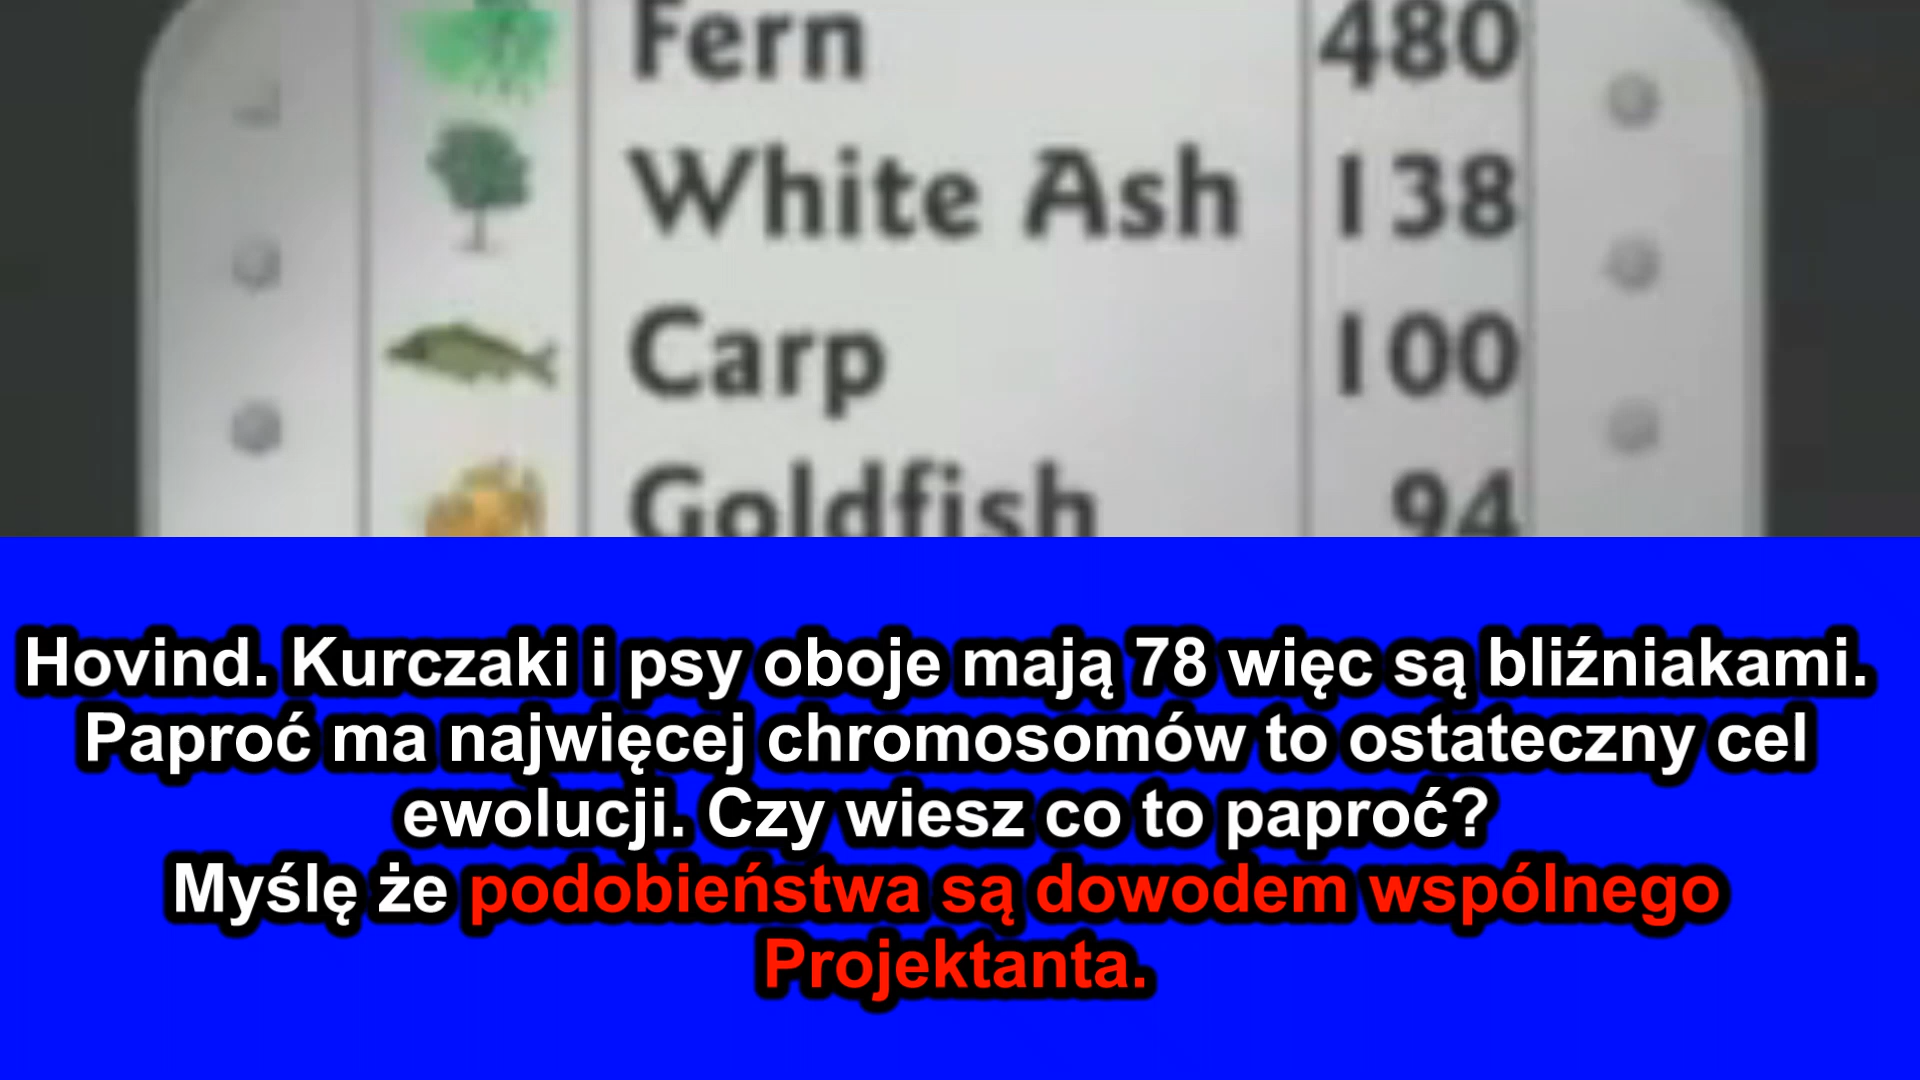 Fern 480
White Ash 138
Carp 100
Goldfish 94
Hovind. Kurczaki i psy oboje mają 78 więc są bliźniakami.
Paproć ma najwięcej chromosomów to ostateczny cel
ewolucji. Czy wiesz co to paproć?
Myślę że podobieństwa są dowodem wspólnego
Projektanta.